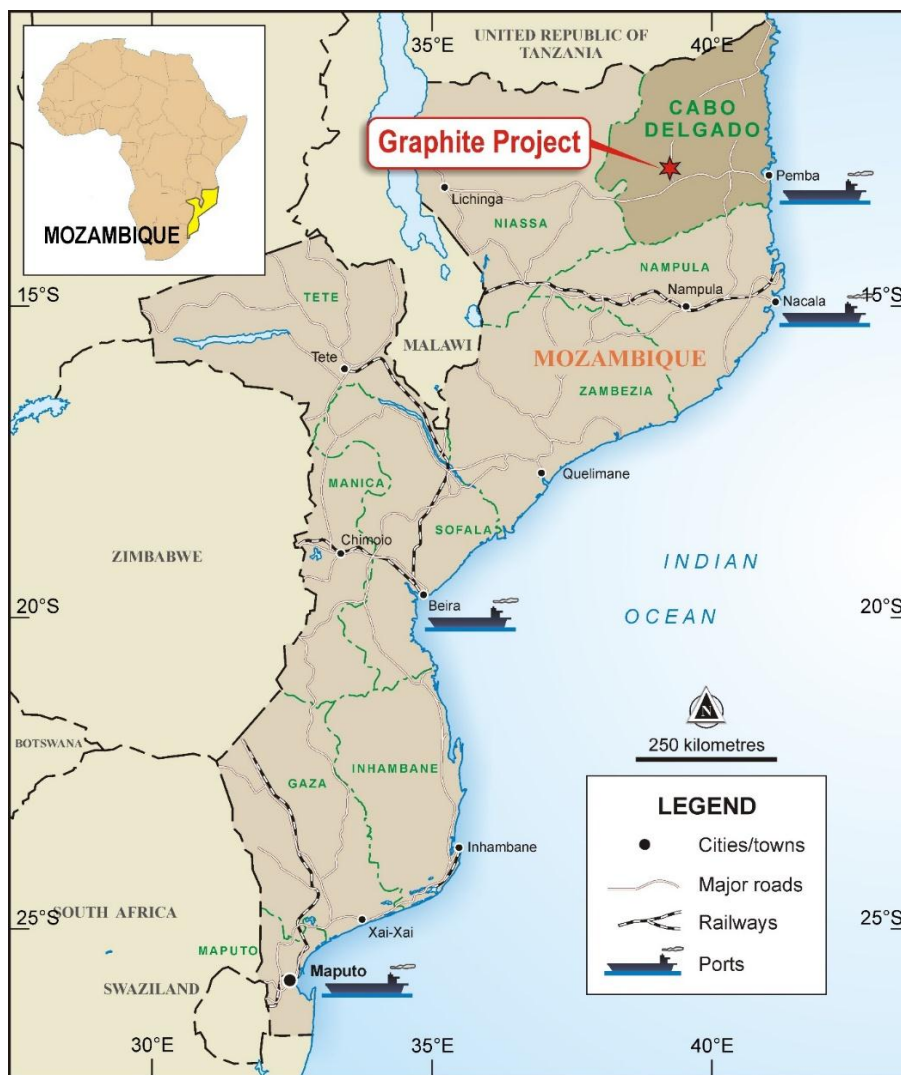 35°E
40°E
UNITED REPUBLIC OF
TANZANIA
CABO
DELGADO
Graphite Project
Pemba
Lichinga
NIASSA
MOZAMBIQUE
NAMPULA
15°S
TETE
Nampula
Nacala
15°S
MALAWI
MOZAMBIQUE
Tete
ZAMBEZIA
Quelimane
MANICA
SOFALA
Chimoio
ZIMBABWE
INDIAN
OCEAN
20°S
Beira
20°S
N
250 kilometres
BOTSWANA
GAZA
INHAMBANE
LEGEND
Cities/towns
Major roads
Railways
Ports
Inhambane
SOUTH AFRICA
25°S
Xai-Xai
25°S
MAPUTO
Maputo
SWAZILAND
30°E
35°E
40°E